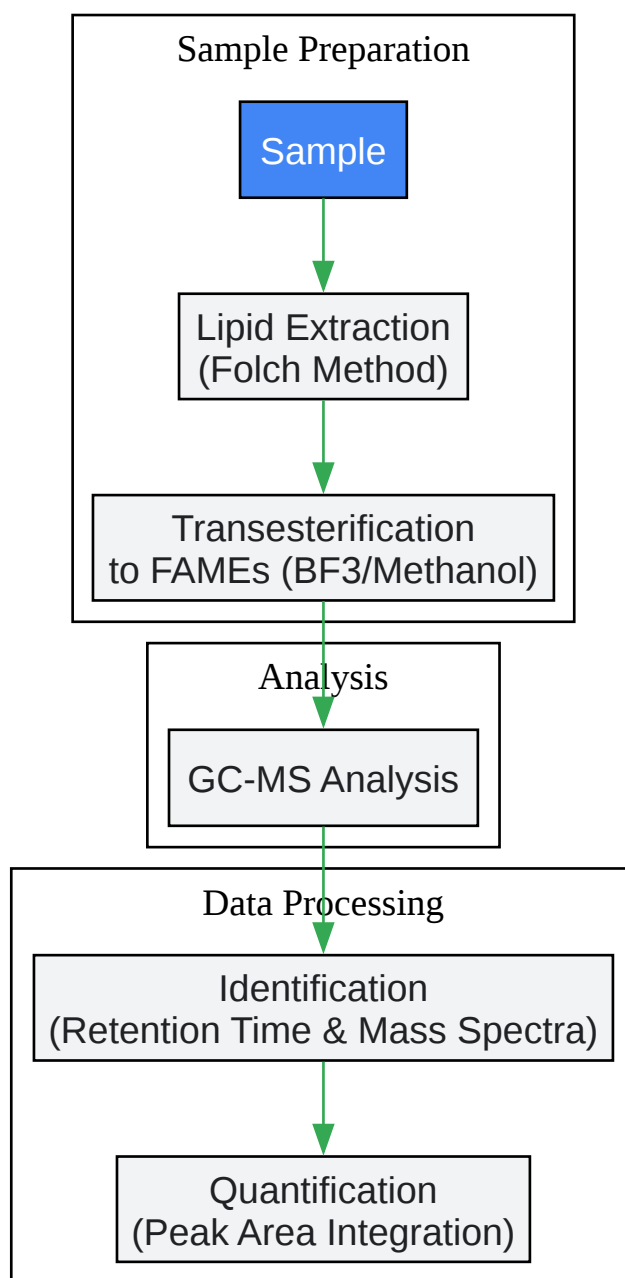 Sample Preparation
Sample
Lipid Extraction
(Folch Method)
Transesterification
to FAMEs (BF3/Methanol)
Analysis
GC-MS Analysis
Data Processing
Identification
(Retention Time & Mass Spectra)
Quantification
(Peak Area Integration)